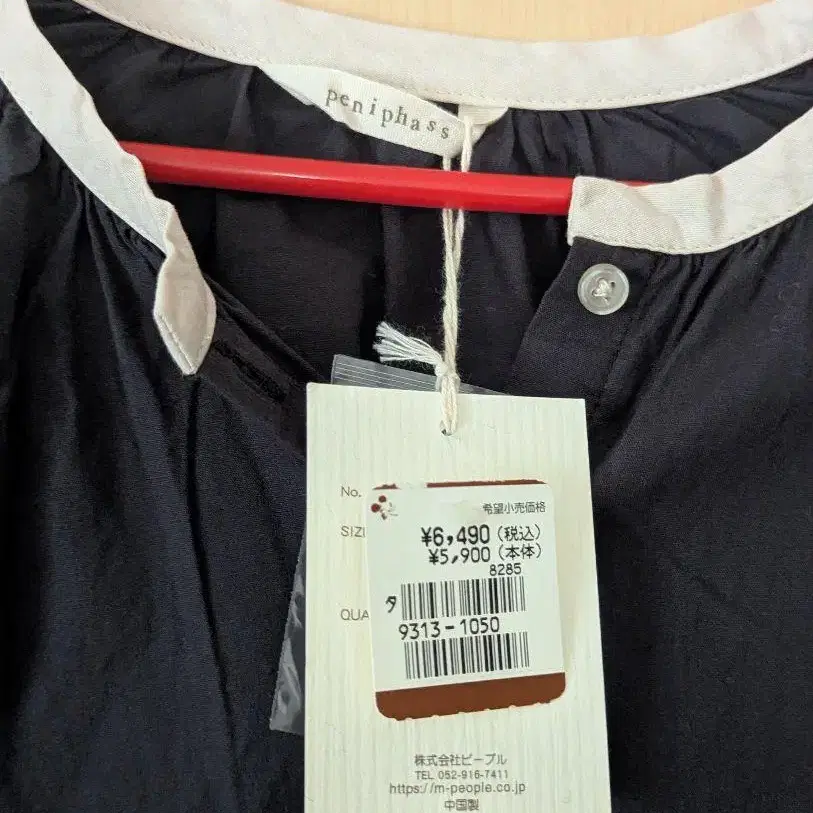 peniphass
No.
SIZ
QUA
希望小売価格
¥6,490(税込)
¥5,900(本体)
8285
タ
9313-1050
株式会社ピープル
TEL 052-916-7411
https://m-people.co.jp
中国製